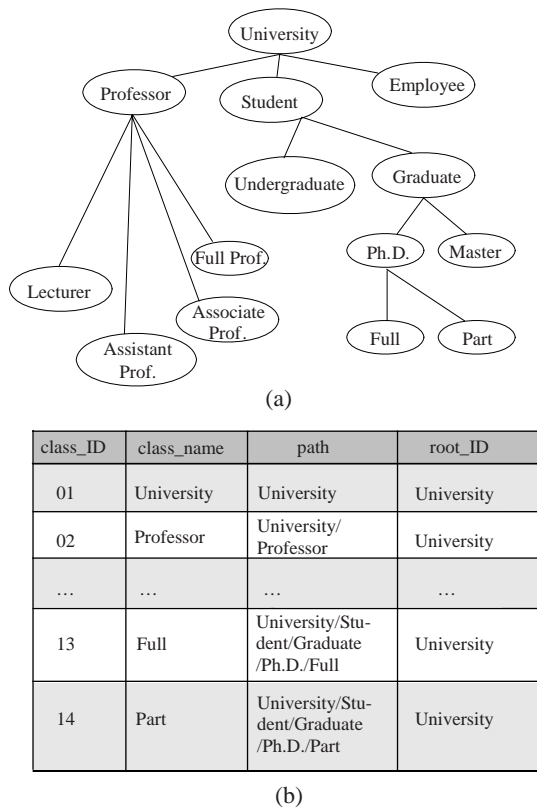 University
Professor
Student
Employee
Undergraduate
Graduate
Full Prof.
Ph.D.
Master
Lecturer
Associate
Prof.
Assistant
Prof.
Full
Part
(a)
class_ID class_name path root_ID
01 University University University
02 Professor University/
Professor University
… … … …
13 Full University/Stu-
dent/Graduate
/Ph.D./Full University
14 Part University/Stu-
dent/Graduate
/Ph.D./Part University
(b)